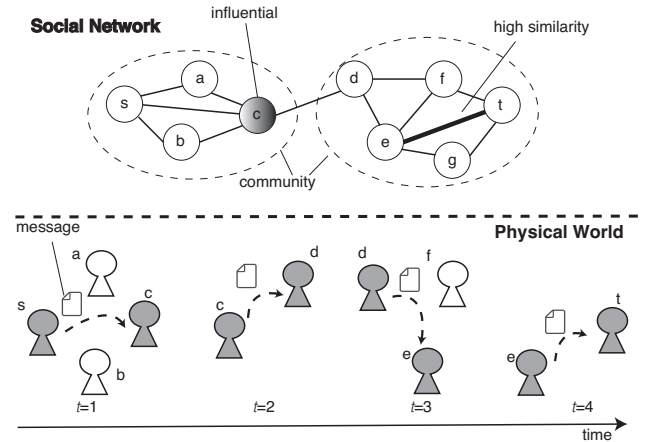 influential
Social Network
high similarity
a
d
f
s
c
t
b
e
g
community
Physical World
message
a
s
c
b
d
c
d
f
e
t
e
t=1
t=2
t=3
t=4
time